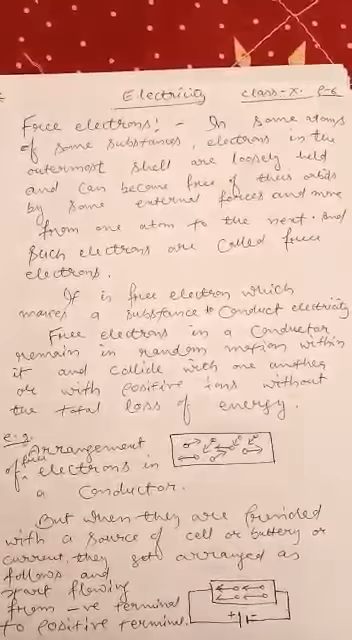 Electricity class-X. P-6
Free electrons! - In some atoms
of some substances, electrons in the
outermost shell are loosely held
and can become free of their orbits
by some external forces and move
from one atom to the next. And
such electrons are called free
electrons.
It is free electron which
makes a substance to conduct electricity
Free electrons in a conductor
remain in random motion within
it and collide with one another
or with positive ions without
the total loss of energy.
e.g. Arrangement
of free electrons in
a conductor.
But when they are provided
with a source of cell or battery or
current, they get arranged as
follows and
start flowing
from -ve terminal
to positive terminal.
+ -